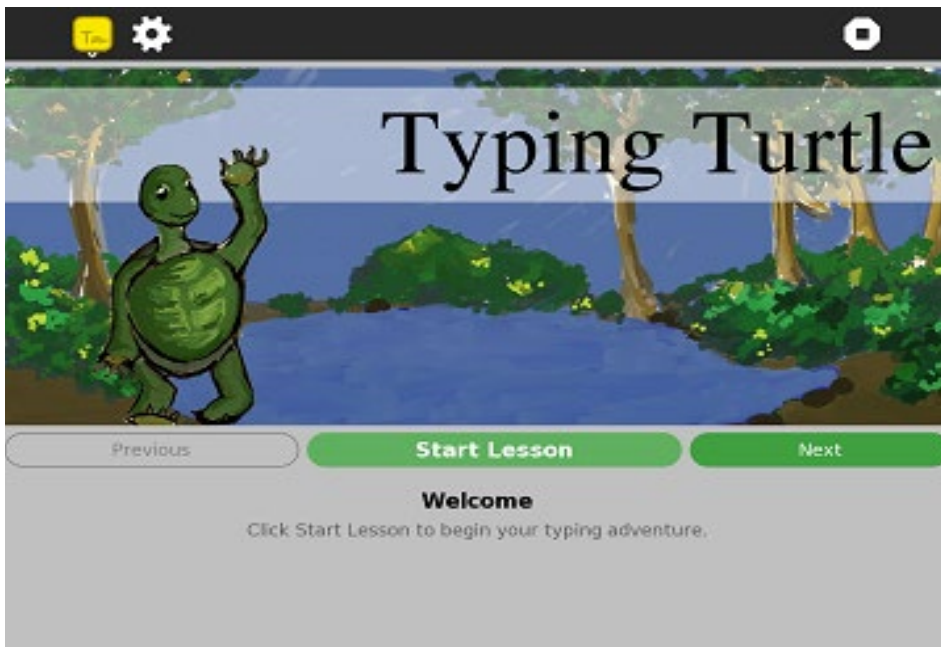 Typing Turtle
Previous
Start Lesson
Next
Welcome
Click Start Lesson to begin your typing adventure.